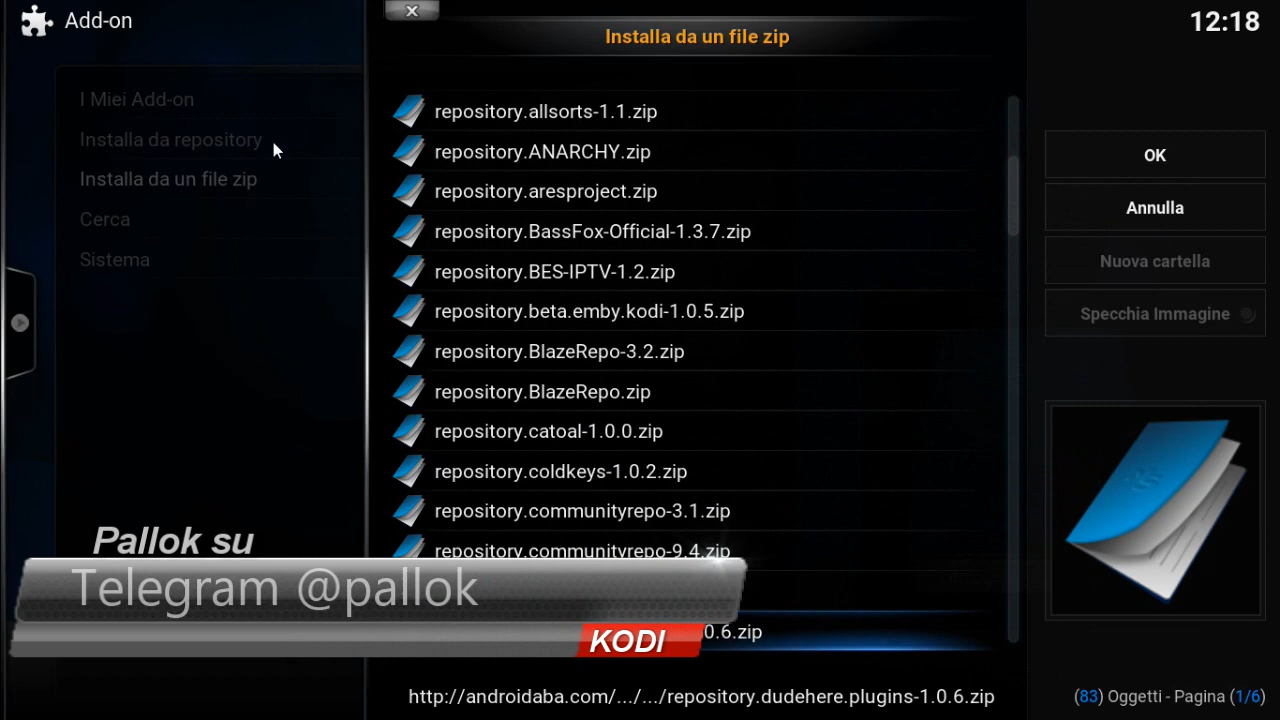 Add-on
I Miei Add-on
Installa da repository
Installa da un file zip
Cerca
Sistema
Installa da un file zip
repository.allsorts-1.1.zip
repository.ANARCHY.zip
repository.aresproject.zip
repository.BassFox-Official-1.3.7.zip
repository.BES-IPTV-1.2.zip
repository.beta.emby.kodi-1.0.5.zip
repository.BlazeRepo-3.2.zip
repository.BlazeRepo.zip
repository.catoal-1.0.0.zip
repository.coldkeys-1.0.2.zip
repository.communityrepo-3.1.zip
repository.communityrepo-9.4.zip
0.6.zip
http://androidaba.com/.../.../repository.dudehere.plugins-1.0.6.zip
12:18
OK
Annulla
Nuova cartella
Specchia Immagine
(83) Oggetti - Pagina (1/6)
Pallok su
Telegram @pallok
KODI